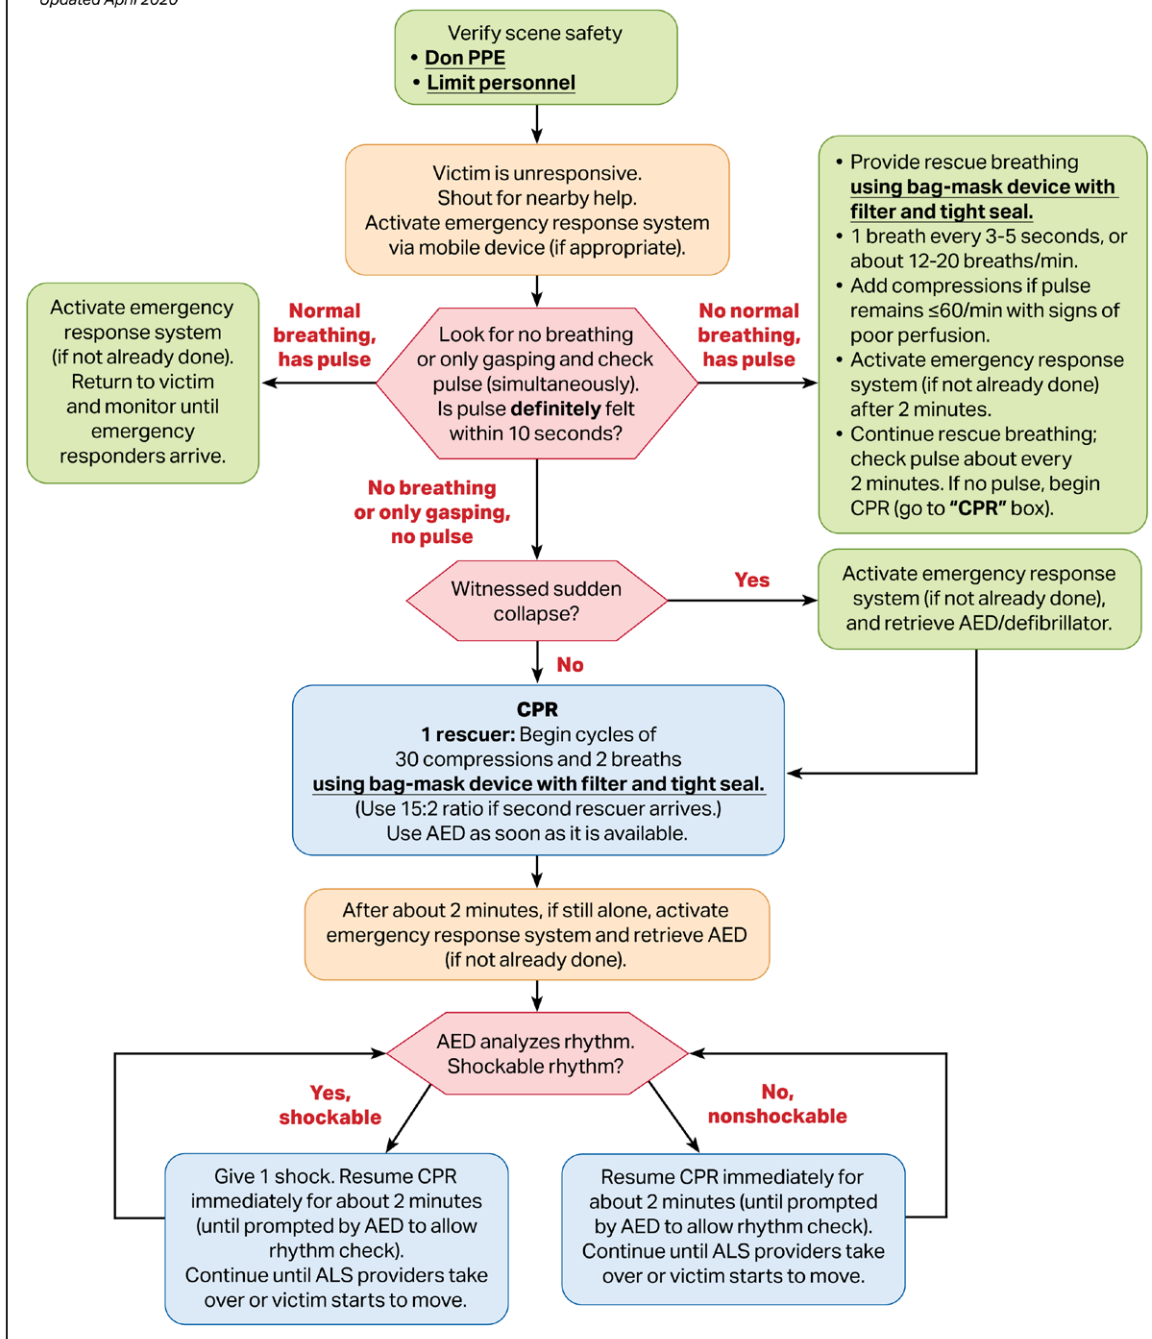 Updated April 2020
Verify scene safety
• Don PPE
• Limit personnel
Victim is unresponsive.
Shout for nearby help.
Activate emergency response system
via mobile device (if appropriate).
Activate emergency
response system
(if not already done).
Return to victim
and monitor until
emergency
responders arrive.
Normal
breathing,
has pulse
Look for no breathing
or only gasping and check
pulse (simultaneously).
Is pulse definitely felt
within 10 seconds?
No normal
breathing,
has pulse
• Provide rescue breathing
using bag-mask device with
filter and tight seal.
• 1 breath every 3-5 seconds, or
about 12-20 breaths/min.
• Add compressions if pulse
remains ≤60/min with signs of
poor perfusion.
• Activate emergency response
system (if not already done)
after 2 minutes.
• Continue rescue breathing;
check pulse about every
2 minutes. If no pulse, begin
CPR (go to “CPR” box).
No breathing
or only gasping,
no pulse
Witnessed sudden
collapse?
Yes
Activate emergency response
system (if not already done),
and retrieve AED/defibrillator.
No
CPR
1 rescuer: Begin cycles of
30 compressions and 2 breaths
using bag-mask device with filter and tight seal.
(Use 15:2 ratio if second rescuer arrives.)
Use AED as soon as it is available.
After about 2 minutes, if still alone, activate
emergency response system and retrieve AED
(if not already done).
AED analyzes rhythm.
Shockable rhythm?
Yes,
shockable
No,
nonshockable
Give 1 shock. Resume CPR
immediately for about 2 minutes
(until prompted by AED to allow
rhythm check).
Continue until ALS providers take
over or victim starts to move.
Resume CPR immediately for
about 2 minutes (until prompted
by AED to allow rhythm check).
Continue until ALS providers take
over or victim starts to move.